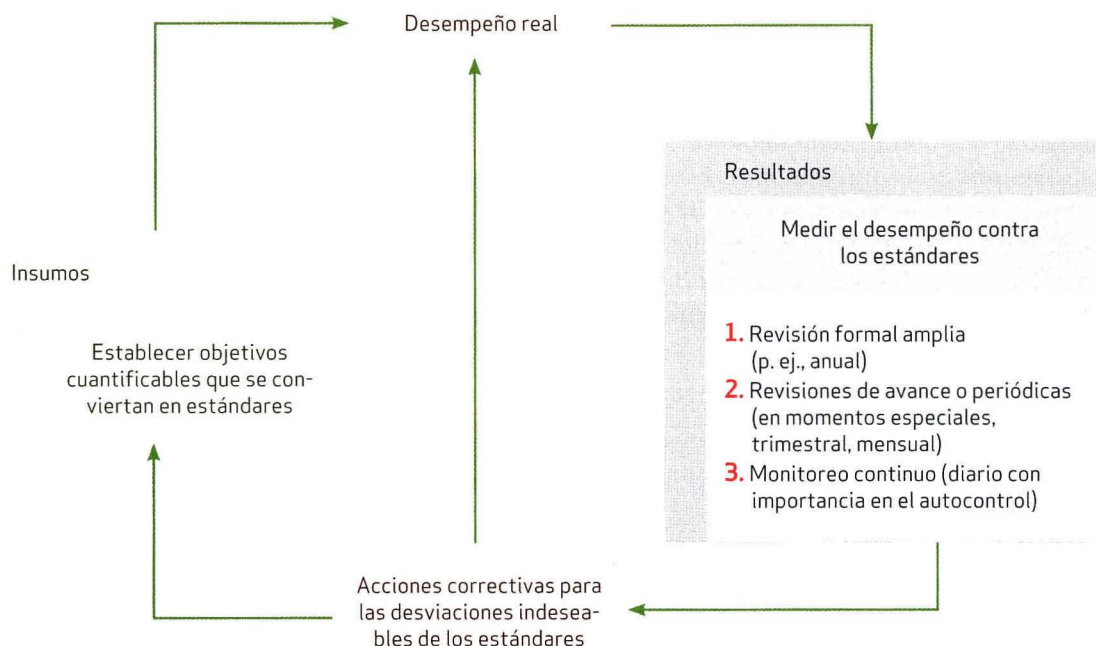 Desempeño real
Resultados
Medir el desempeño contra
los estándares
Insumos
1. Revisión formal amplia
(p. ej., anual)
2. Revisiones de avance o periódicas
(en momentos especiales,
trimestral, mensual)
3. Monitoreo continuo (diario con
importancia en el autocontrol)
Establecer objetivos
cuantificables que se con-
viertan en estándares
Acciones correctivas para
las desviaciones indesea-
bles de los estándares